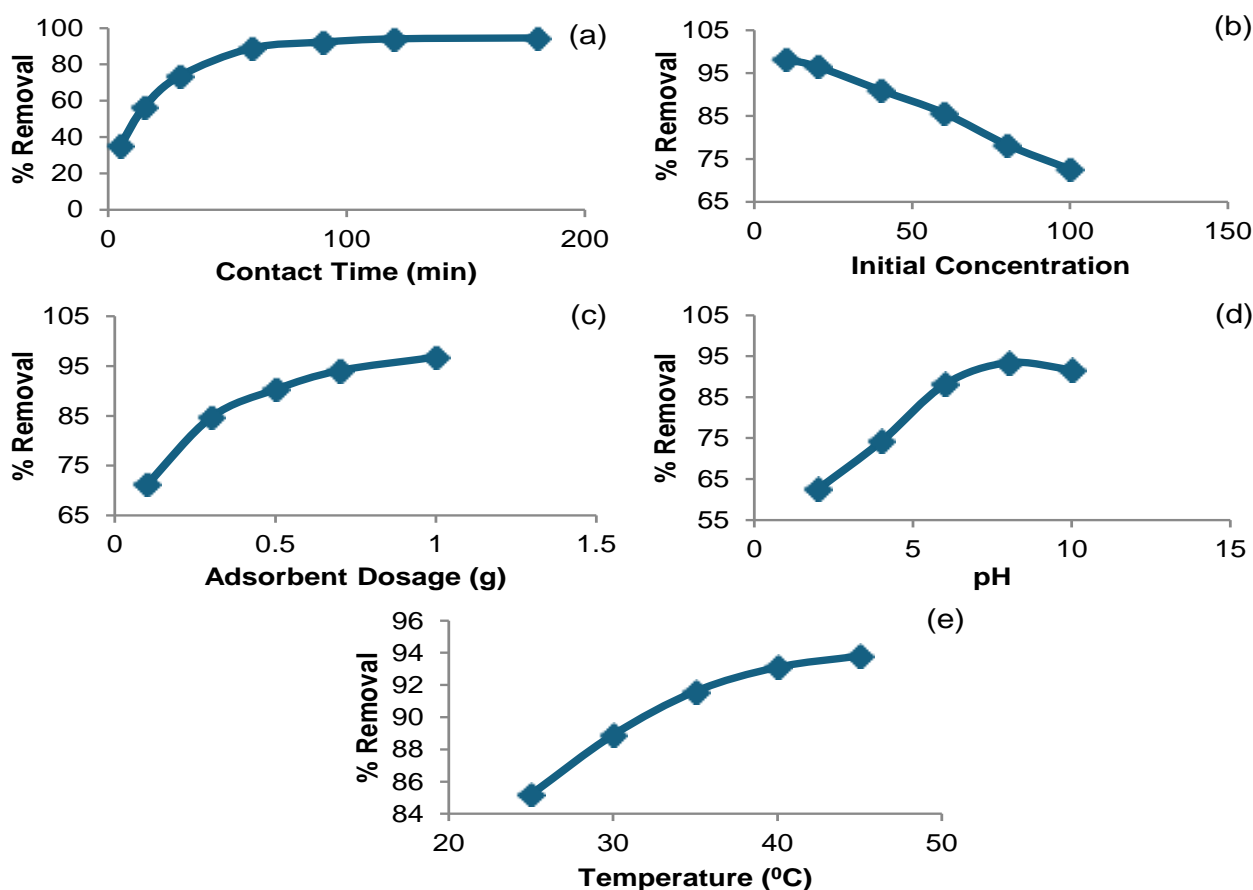 (a)
% Removal
100
80
60
40
20
0
0 100 200
Contact Time (min)
(b)
% Removal
105
95
85
75
65
0 50 100 150
Initial Concentration
(c)
% Removal
105
95
85
75
65
0 0.5 1 1.5
Adsorbent Dosage (g)
(d)
% Removal
105
95
85
75
65
55
0 5 10 15
pH
(e)
% Removal
96
94
92
90
88
86
84
20 30 40 50
Temperature (⁰C)